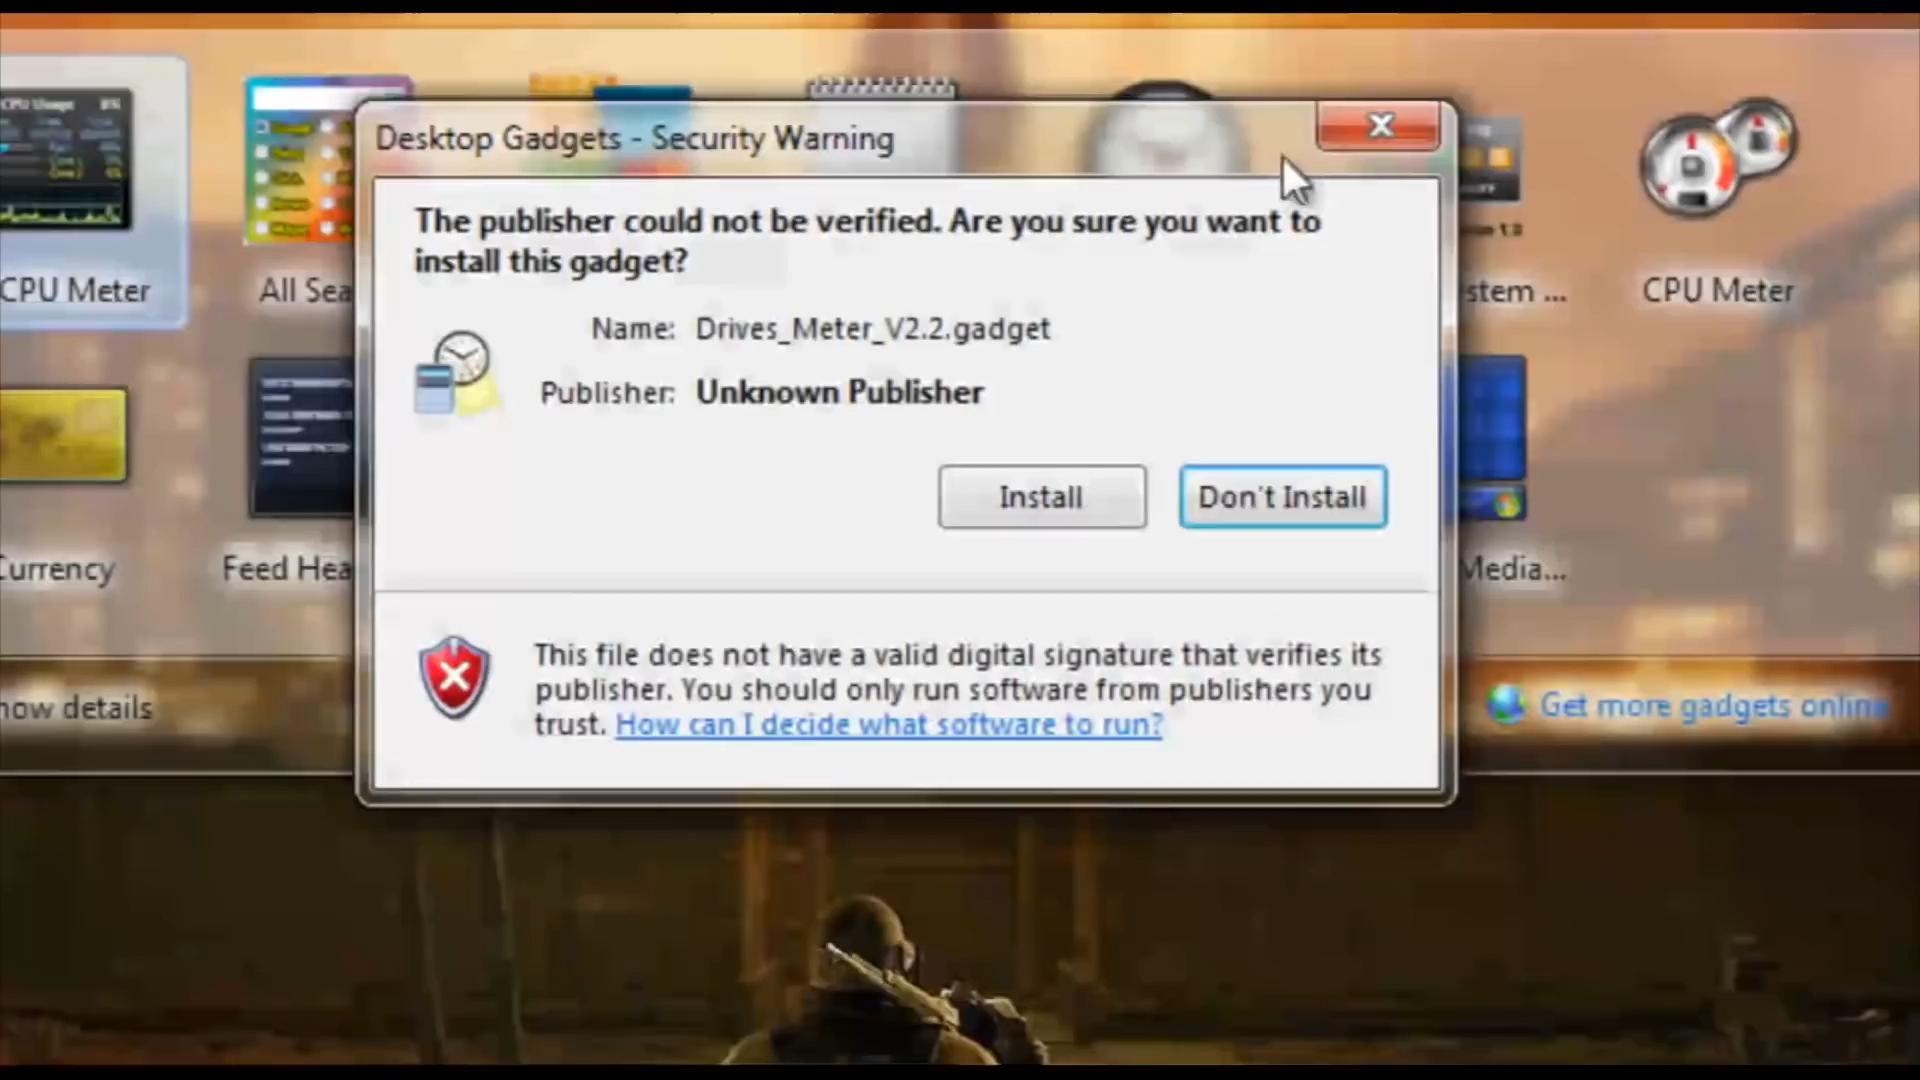 CPU Usage
Desktop Gadgets - Security Warning
The publisher could not be verified. Are you sure you want to
install this gadget?
CPU Meter
All Sea
stem ...
CPU Meter
Name: Drives_Meter_V2.2.gadget
Publisher: Unknown Publisher
Install
Don't Install
Currency
Feed Hea
Media...
This file does not have a valid digital signature that verifies its
publisher. You should only run software from publishers you
trust. How can I decide what software to run?
how details
Get more gadgets online